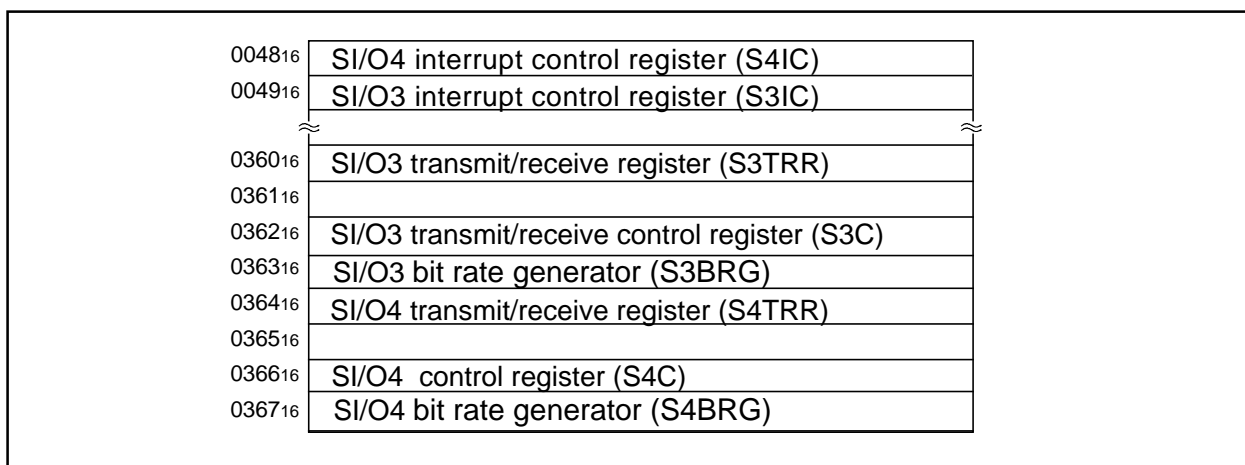 004816 SI/O4 interrupt control register (S4IC)
004916 SI/O3 interrupt control register (S3IC)
036016 SI/O3 transmit/receive register (S3TRR)
036116
036216 SI/O3 transmit/receive control register (S3C)
036316 SI/O3 bit rate generator (S3BRG)
036416 SI/O4 transmit/receive register (S4TRR)
036516
036616 SI/O4 control register (S4C)
036716 SI/O4 bit rate generator (S4BRG)